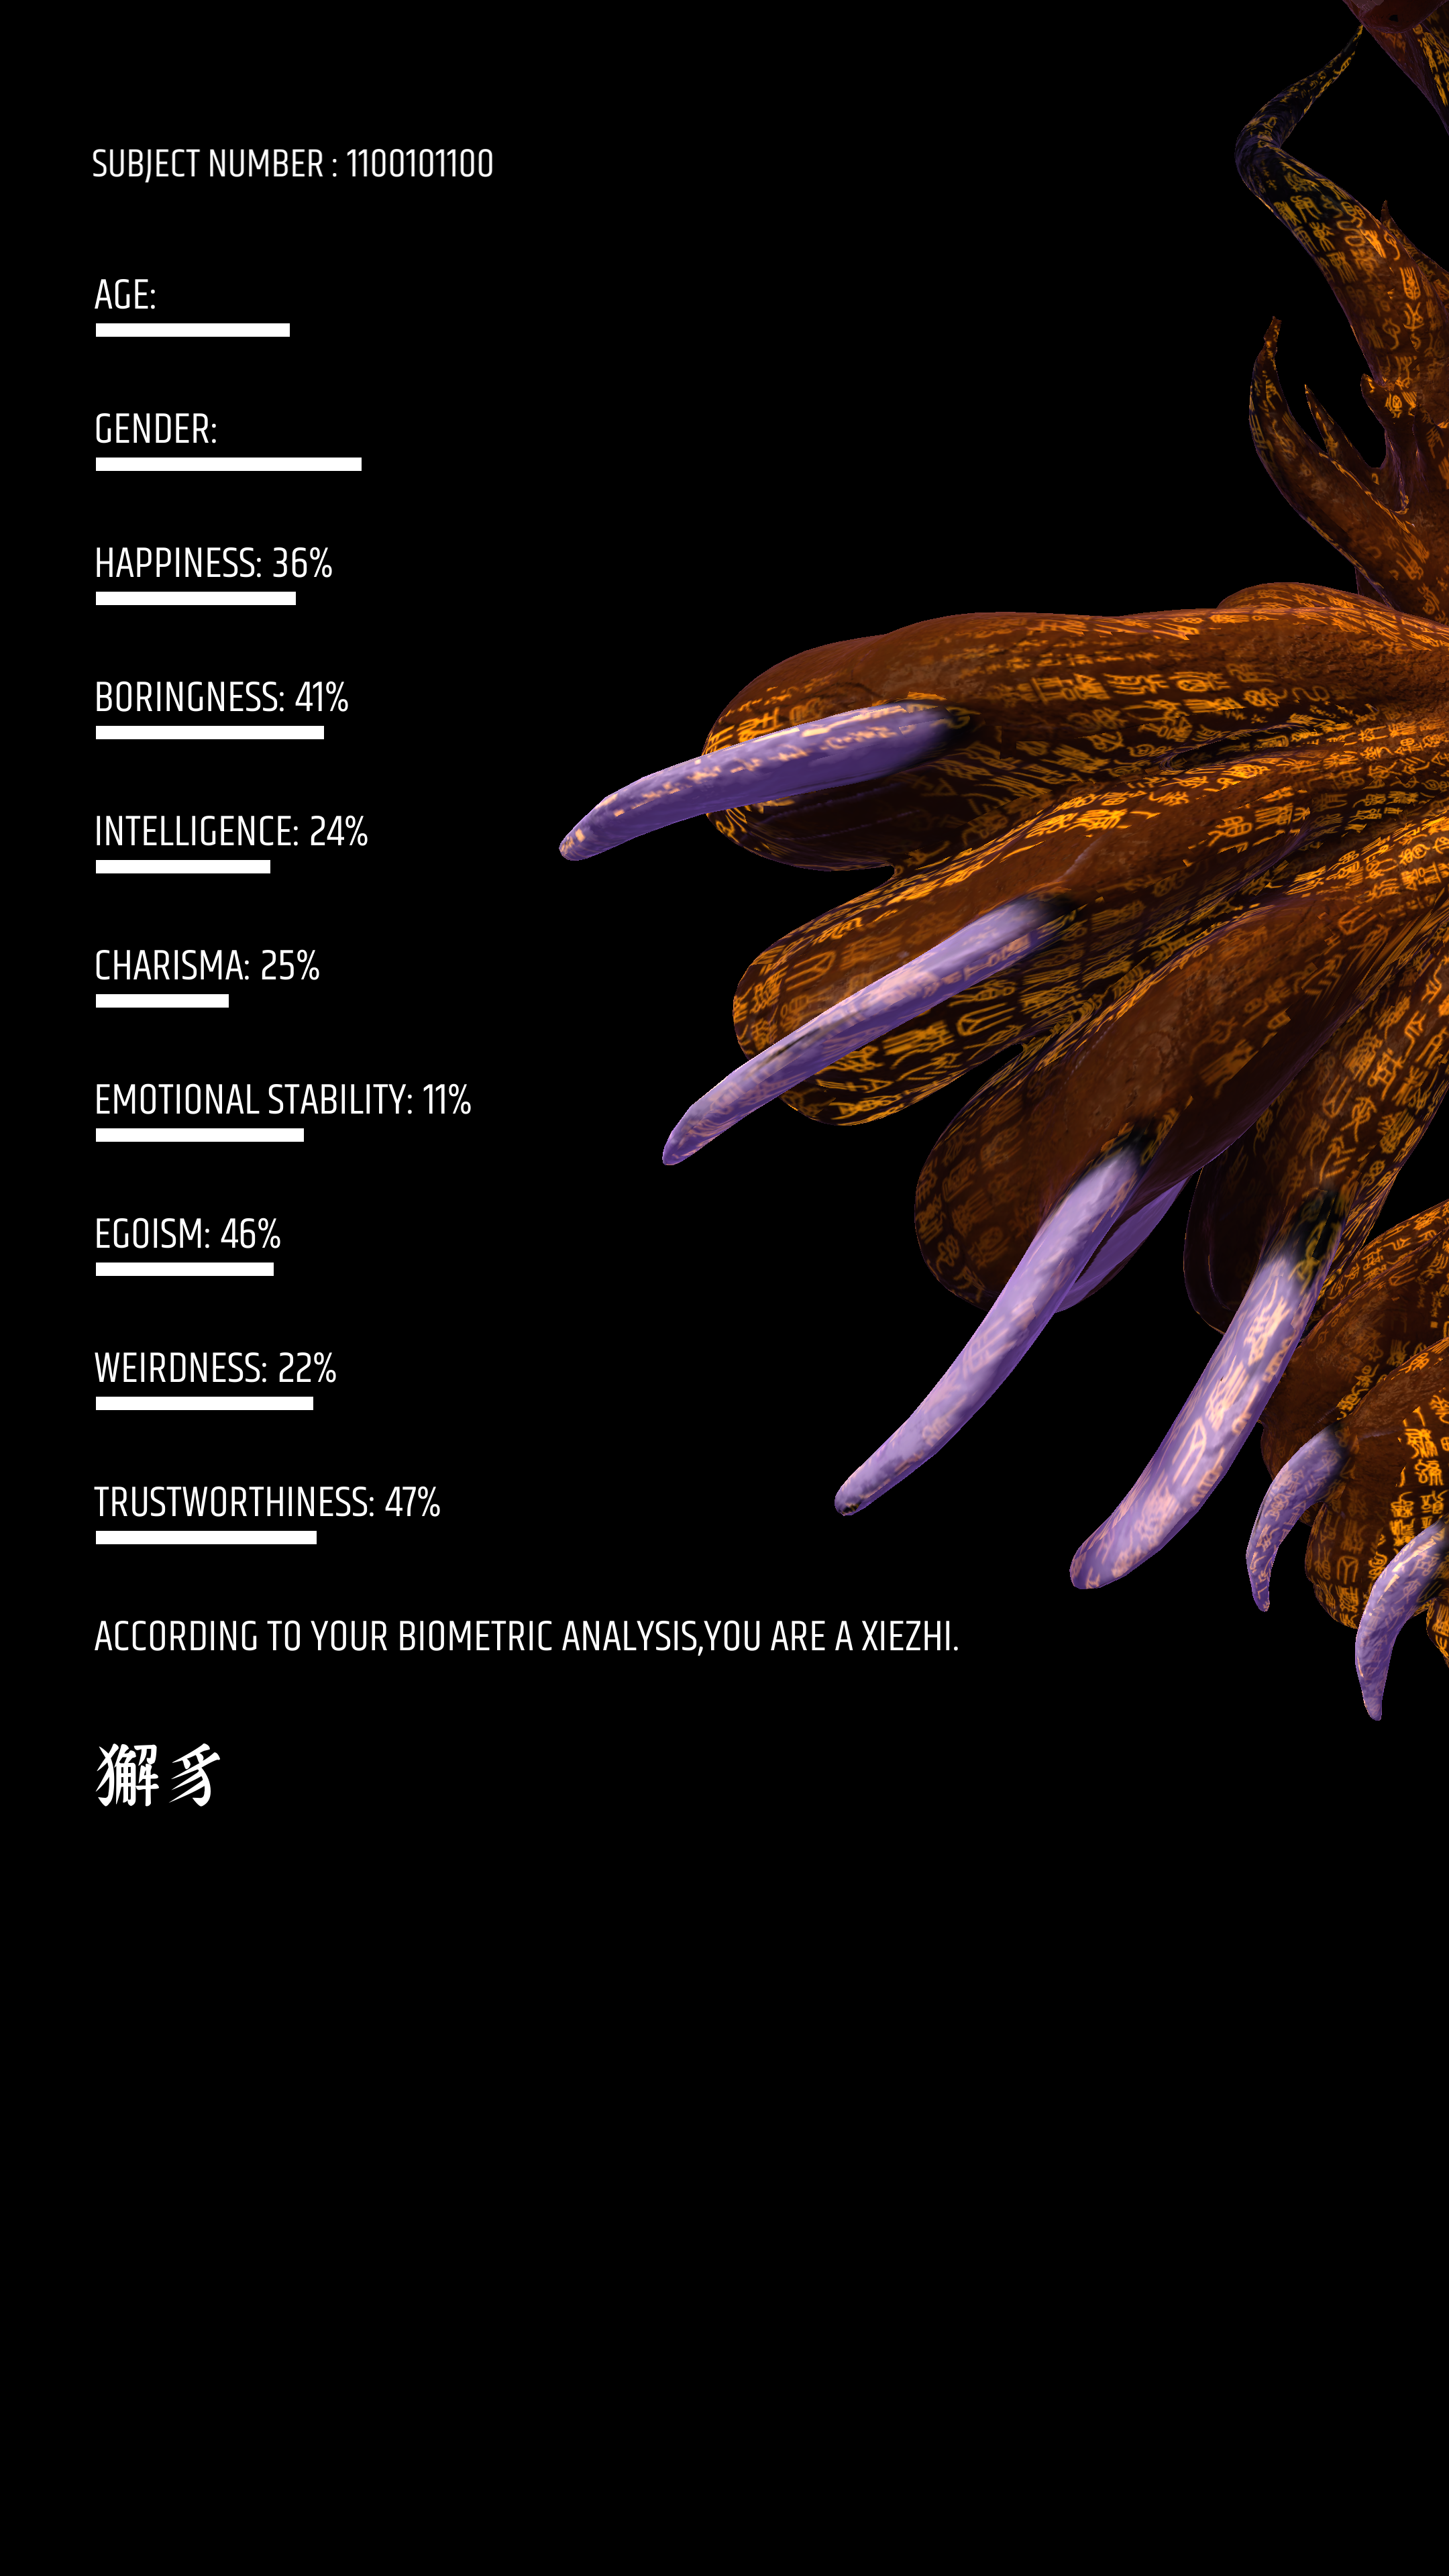 SUBJECT NUMBER : 1100101100
AGE:
GENDER:
HAPPINESS: 36%
BORINGNESS: 41%
INTELLIGENCE: 24%
CHARISMA: 25%
EMOTIONAL STABILITY: 11%
EGOISM: 46%
WEIRDNESS: 22%
TRUSTWORTHINESS: 47%
ACCORDING TO YOUR BIOMETRIC ANALYSIS,YOU ARE A XIEZHI.
獬豸